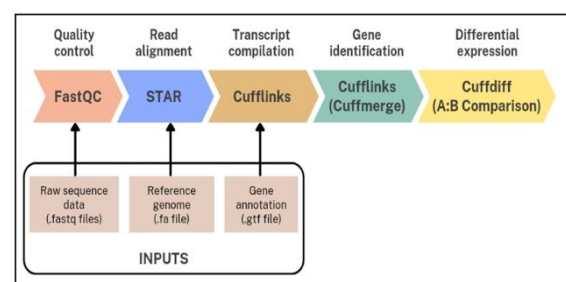 Quality
control
Read
alignment
Transcript
compilation
Gene
identification
Differential
expression
FastQC
STAR
Cufflinks
Cufflinks
(Cuffmerge)
Cuffdiff
(A:B Comparison)
Raw sequence
data
(.fastq files)
Reference
genome
(.fa file)
Gene
annotation
(.gtf file)
INPUTS